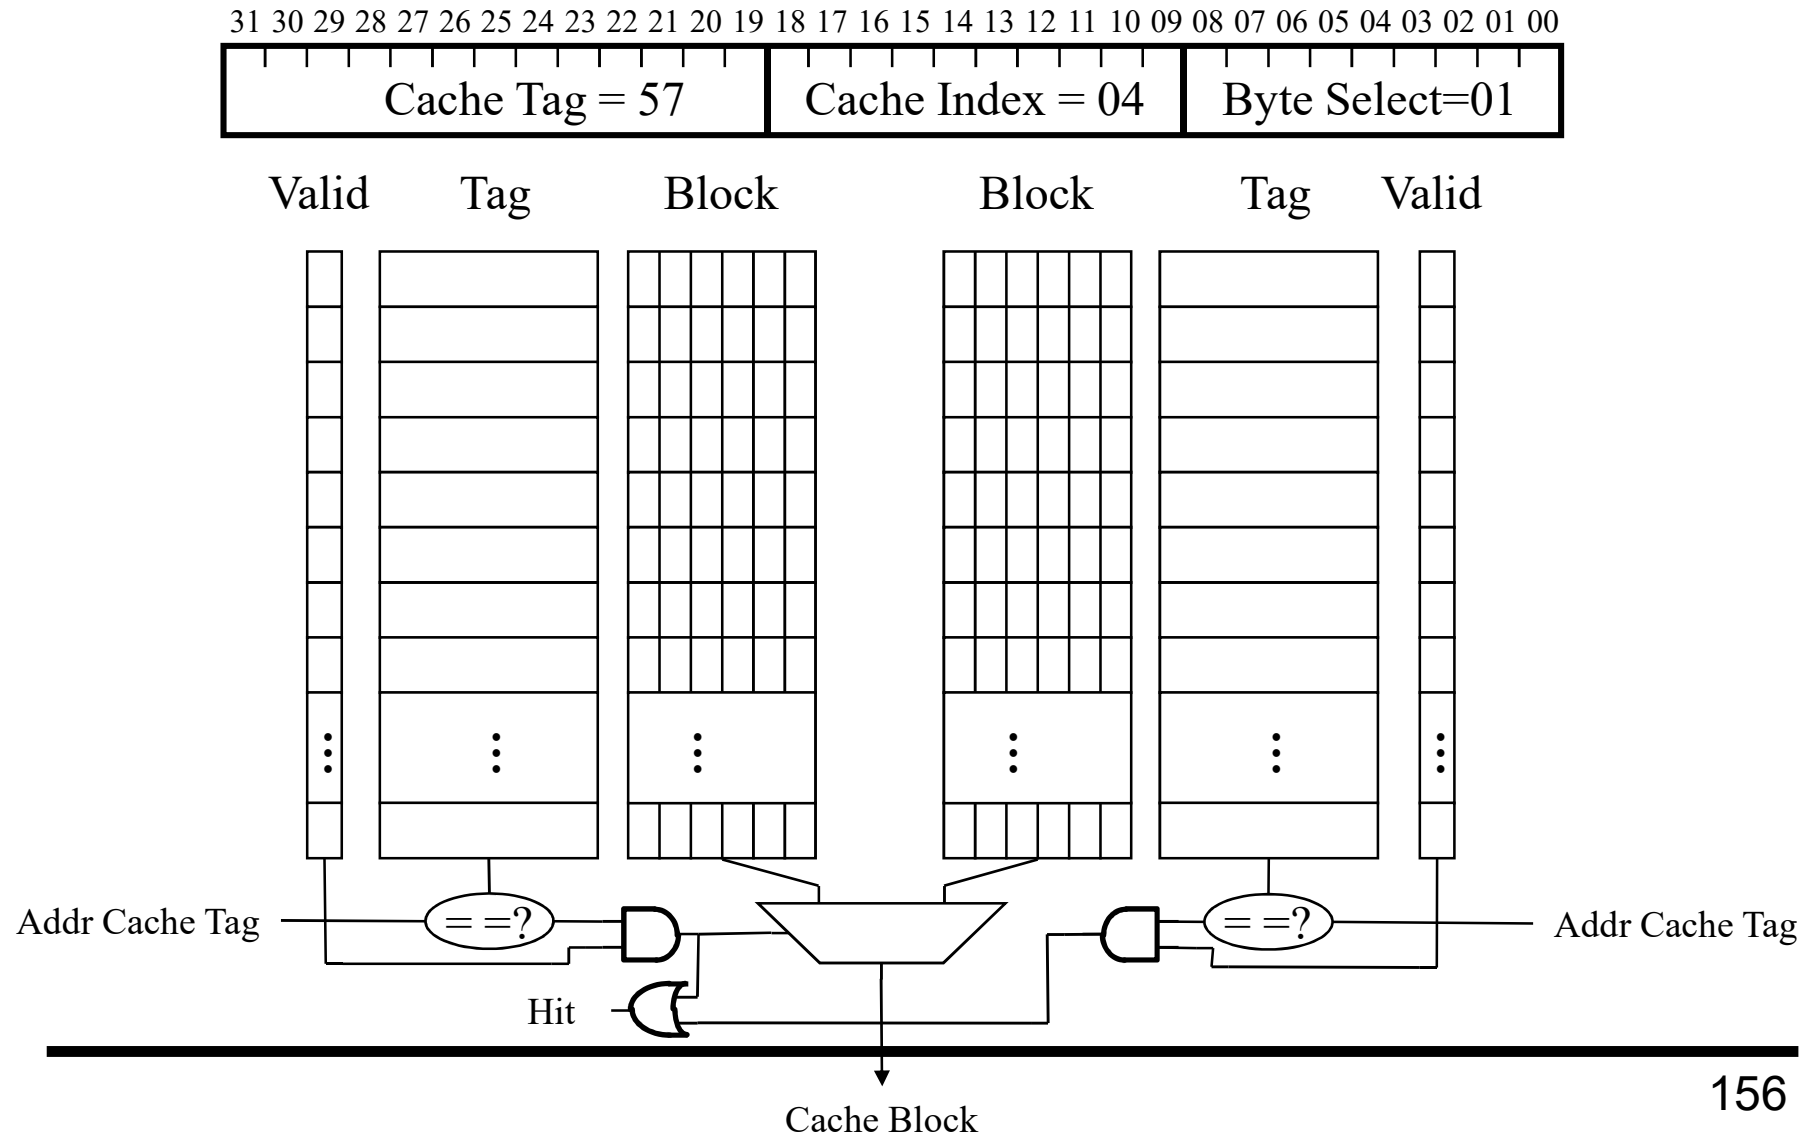 31 30 29 28 27 26 25 24 23 22 21 20 19 18 17 16 15 14 13 12 11 10 09 08 07 06 05 04 03 02 01 00
Cache Tag = 57 Cache Index = 04 Byte Select=01
Valid Tag Block Block Tag Valid
Addr Cache Tag = =? = =? Addr Cache Tag
Hit
156
Cache Block